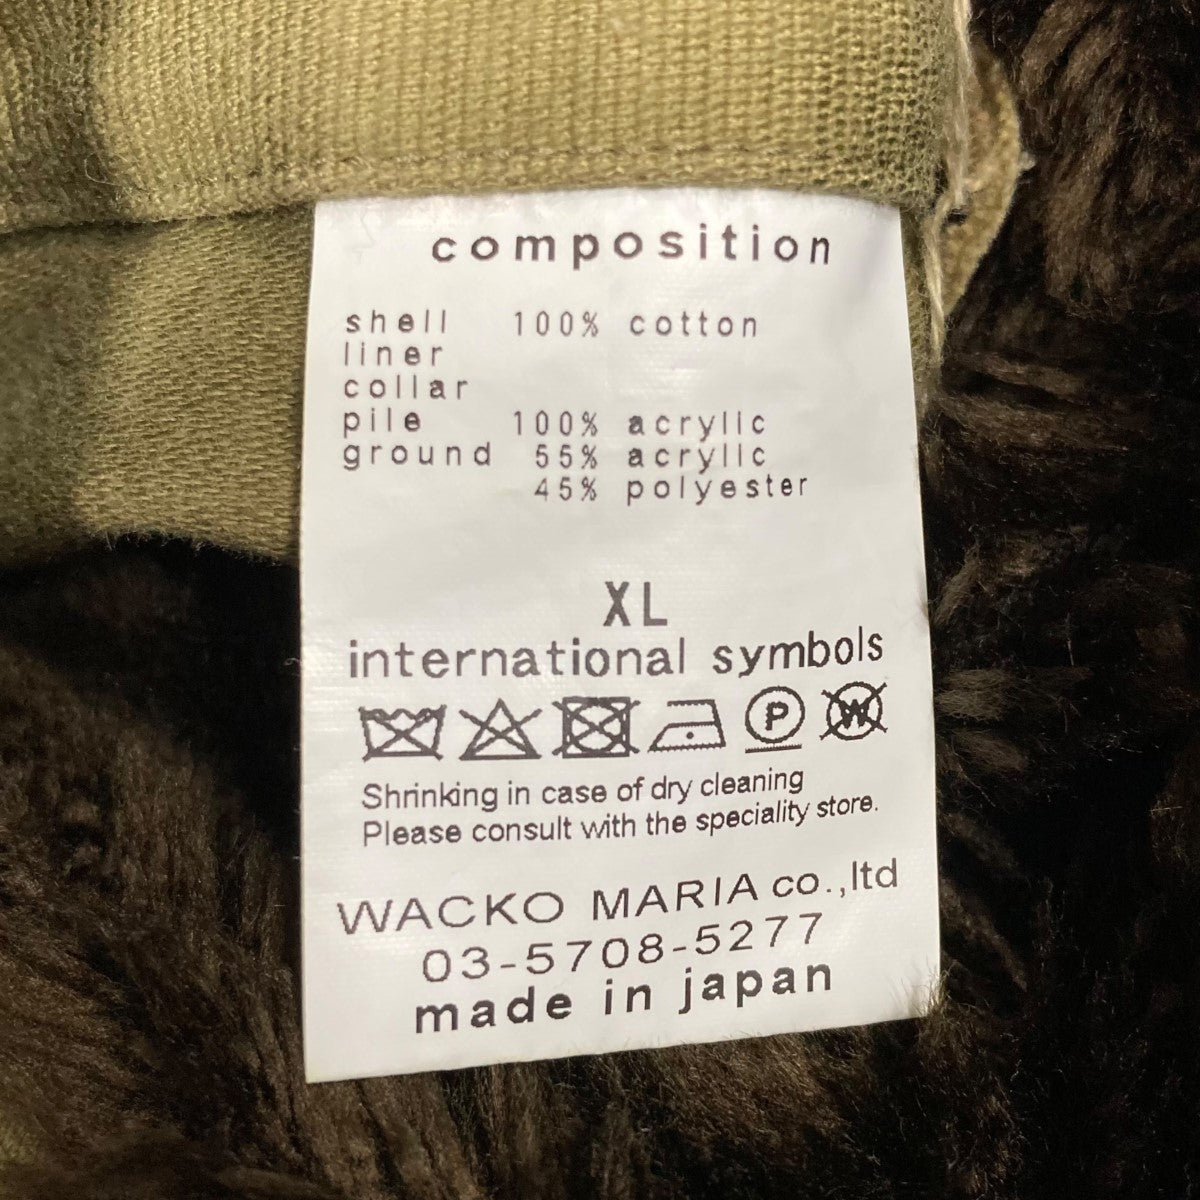 composition
shell 100% cotton
liner
collar
pile 100% acrylic
ground 55% acrylic
45% polyester
XL
international symbols
P W
Shrinking in case of dry cleaning
Please consult with the speciality store.
WACKO MARIA co.,ltd
03-5708-5277
made in japan